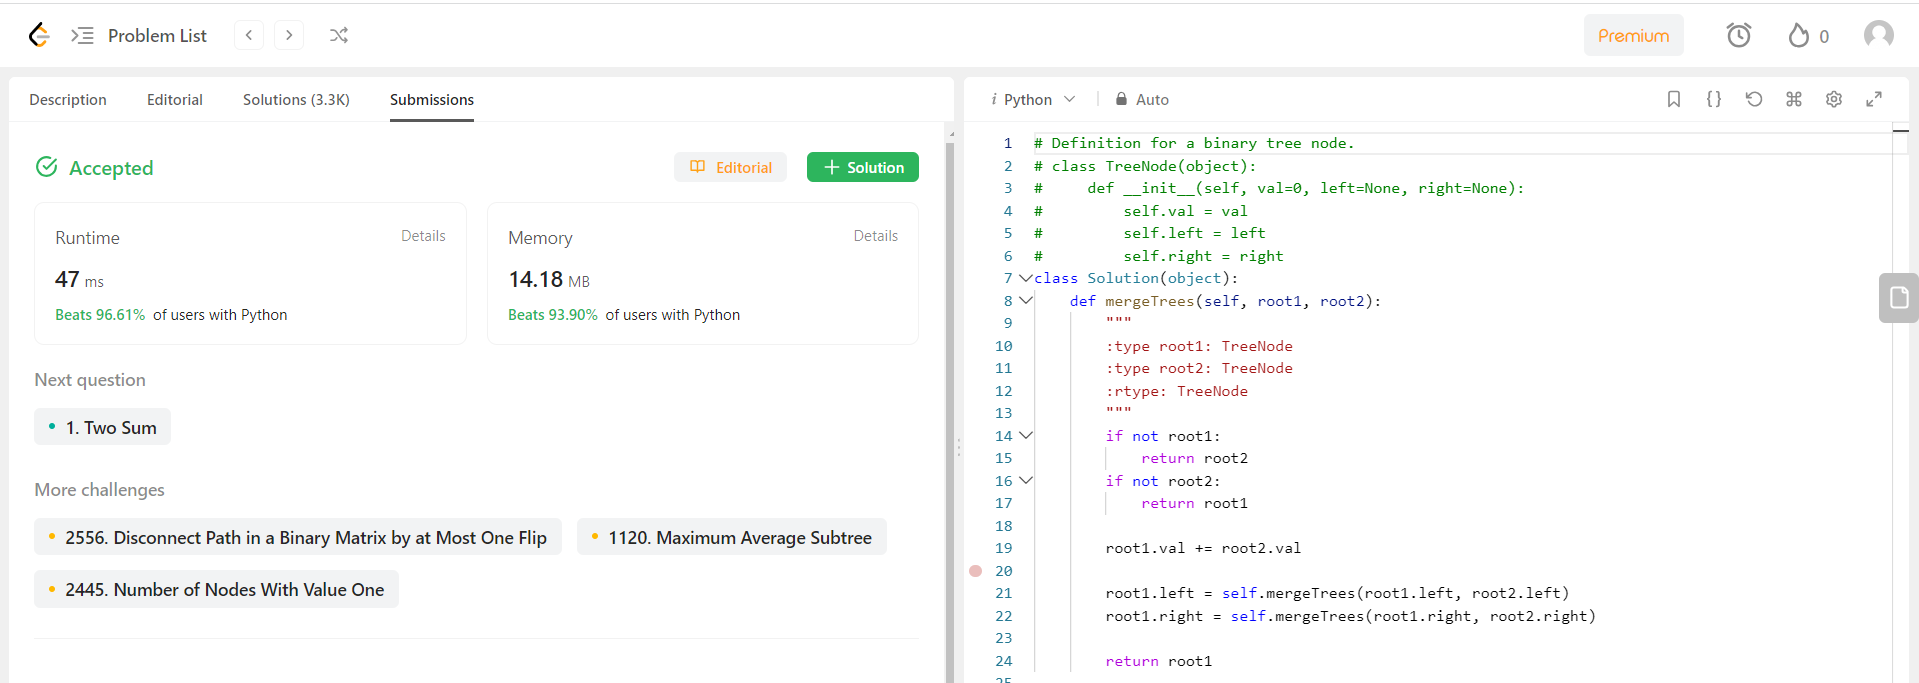 Problem List
Premium
0
Description Editorial Solutions (3.3K) Submissions
Accepted
Editorial
Solution
Runtime Details
47 ms
Beats 96.61% of users with Python
Memory Details
14.18 MB
Beats 93.90% of users with Python
Next question
1. Two Sum
More challenges
2556. Disconnect Path in a Binary Matrix by at Most One Flip
1120. Maximum Average Subtree
2445. Number of Nodes With Value One
i Python Auto
1 # Definition for a binary tree node.
2 # class TreeNode(object):
3 #     def __init__(self, val=0, left=None, right=None):
4 #         self.val = val
5 #         self.left = left
6 #         self.right = right
7 class Solution(object):
8     def mergeTrees(self, root1, root2):
9         """
10         :type root1: TreeNode
11         :type root2: TreeNode
12         :rtype: TreeNode
13         """
14         if not root1:
15             return root2
16         if not root2:
17             return root1
18
19         root1.val += root2.val
20
21         root1.left = self.mergeTrees(root1.left, root2.left)
22         root1.right = self.mergeTrees(root1.right, root2.right)
23
24         return root1
25